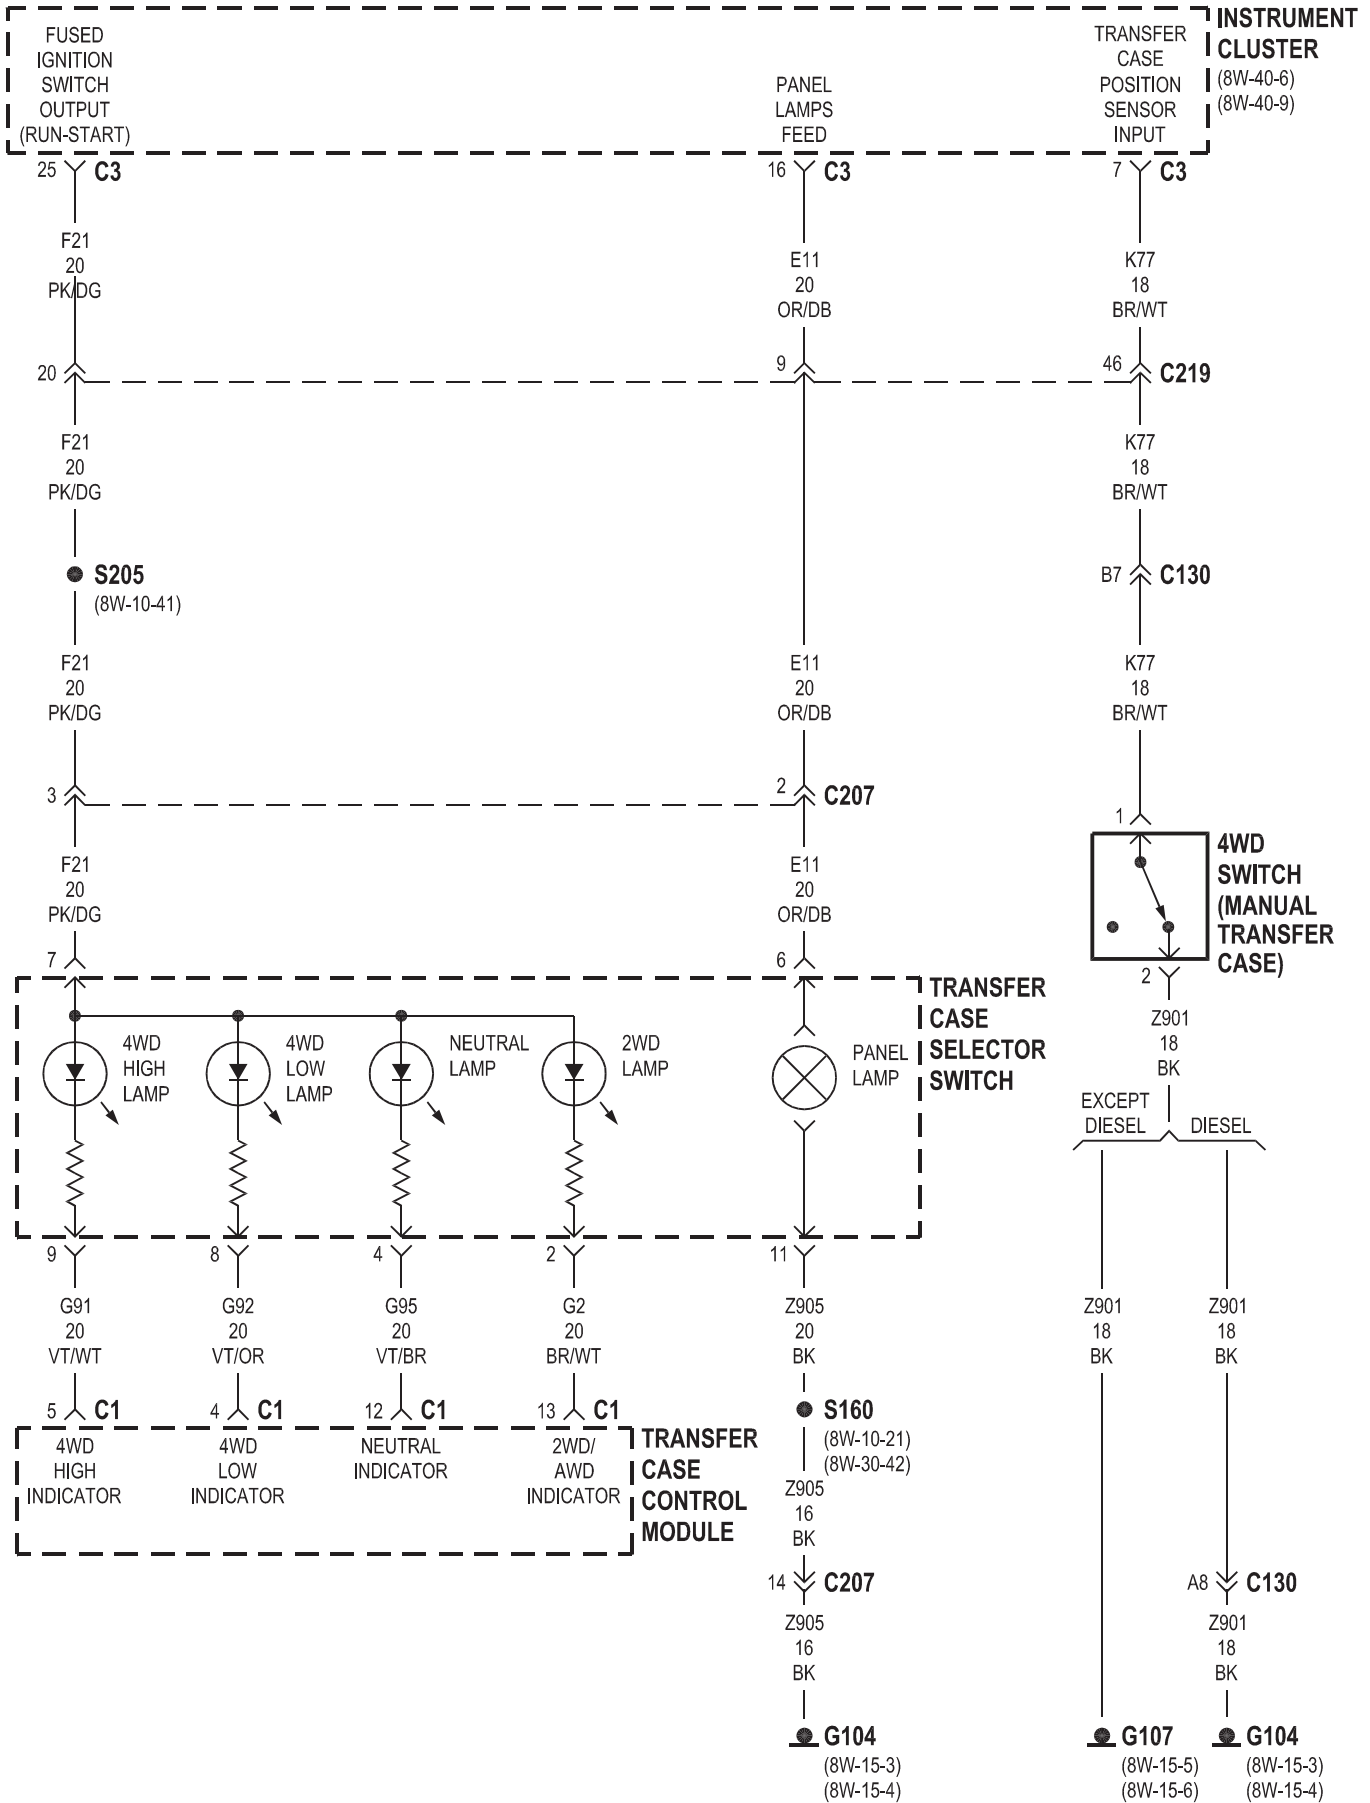 INSTRUMENT
CLUSTER
(8W-40-6)
(8W-40-9)
FUSED
IGNITION
SWITCH
OUTPUT
(RUN-START)
PANEL
LAMPS
FEED
TRANSFER
CASE
POSITION
SENSOR
INPUT
25 C3
16 C3
7 C3
F21
20
PK/DG
E11
20
OR/DB
K77
18
BR/WT
20
9
46 C219
F21
20
PK/DG
K77
18
BR/WT
S205
(8W-10-41)
B7 C130
F21
20
PK/DG
E11
20
OR/DB
K77
18
BR/WT
3
2 C207
1
F21
20
PK/DG
E11
20
OR/DB
4WD
SWITCH
(MANUAL
TRANSFER
CASE)
7
6
2
TRANSFER
CASE
SELECTOR
SWITCH
4WD
HIGH
LAMP
4WD
LOW
LAMP
NEUTRAL
LAMP
2WD
LAMP
PANEL
LAMP
Z901
18
BK
EXCEPT
DIESEL
DIESEL
9
8
4
2
11
G91
20
VT/WT
G92
20
VT/OR
G95
20
VT/BR
G2
20
BR/WT
Z905
20
BK
Z901
18
BK
Z901
18
BK
5 C1
4 C1
12 C1
13 C1
S160
(8W-10-21)
(8W-30-42)
4WD
HIGH
INDICATOR
4WD
LOW
INDICATOR
NEUTRAL
INDICATOR
2WD/
AWD
INDICATOR
TRANSFER
CASE
CONTROL
MODULE
Z905
16
BK
14 C207
A8 C130
Z905
16
BK
Z901
18
BK
G104
(8W-15-3)
(8W-15-4)
G107
(8W-15-5)
(8W-15-6)
G104
(8W-15-3)
(8W-15-4)